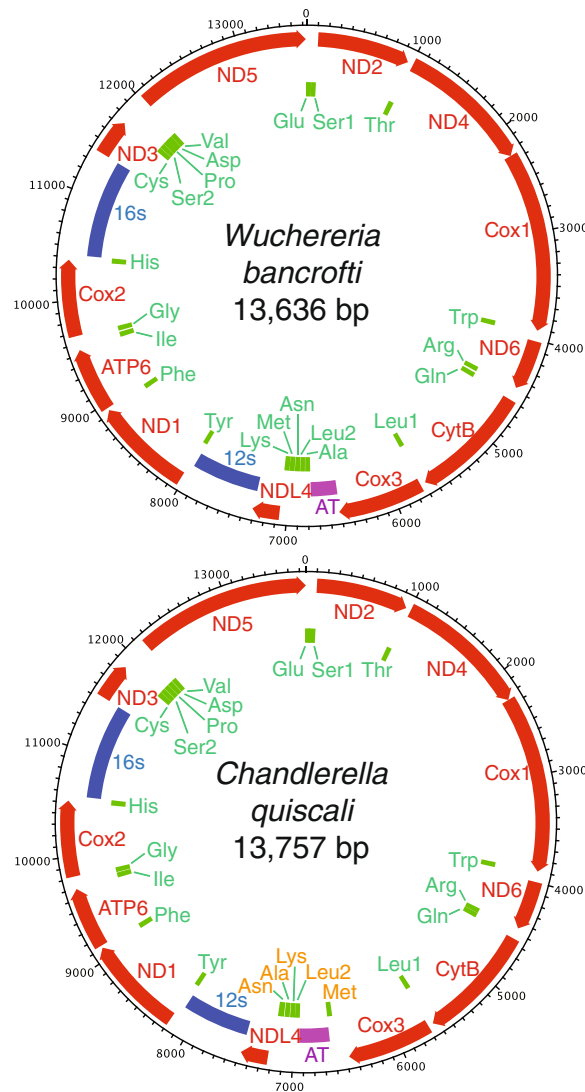 0
13000
1000
ND5
ND2
12000
2000
Glu
Ser1
Thr
ND4
ND3
Val
Asp
Pro
Cys
Ser2
11000
16s
3000
Cox1
Wuchereria
bancrofti
13,636 bp
His
10000
Cox2
Gly
Ile
Trp
4000
Arg
ND6
Gln
ATP6
Phe
9000
ND1
Tyr
Asn
Met
Leu2
Lys
Ala
Leu1
CytB
5000
12s
Cox3
8000
NDL4
AT
6000
7000
0
13000
1000
ND5
ND2
12000
2000
Glu
Ser1
Thr
ND4
ND3
Val
Asp
Pro
Cys
Ser2
11000
16s
3000
Cox1
Chandlerella
quiscali
13,757 bp
His
10000
Cox2
Gly
Ile
Trp
4000
Arg
ND6
Gln
ATP6
Phe
9000
ND1
Tyr
Lys
Ala
Leu2
Asn
Met
Leu1
CytB
5000
12s
Cox3
8000
NDL4
AT
6000
7000